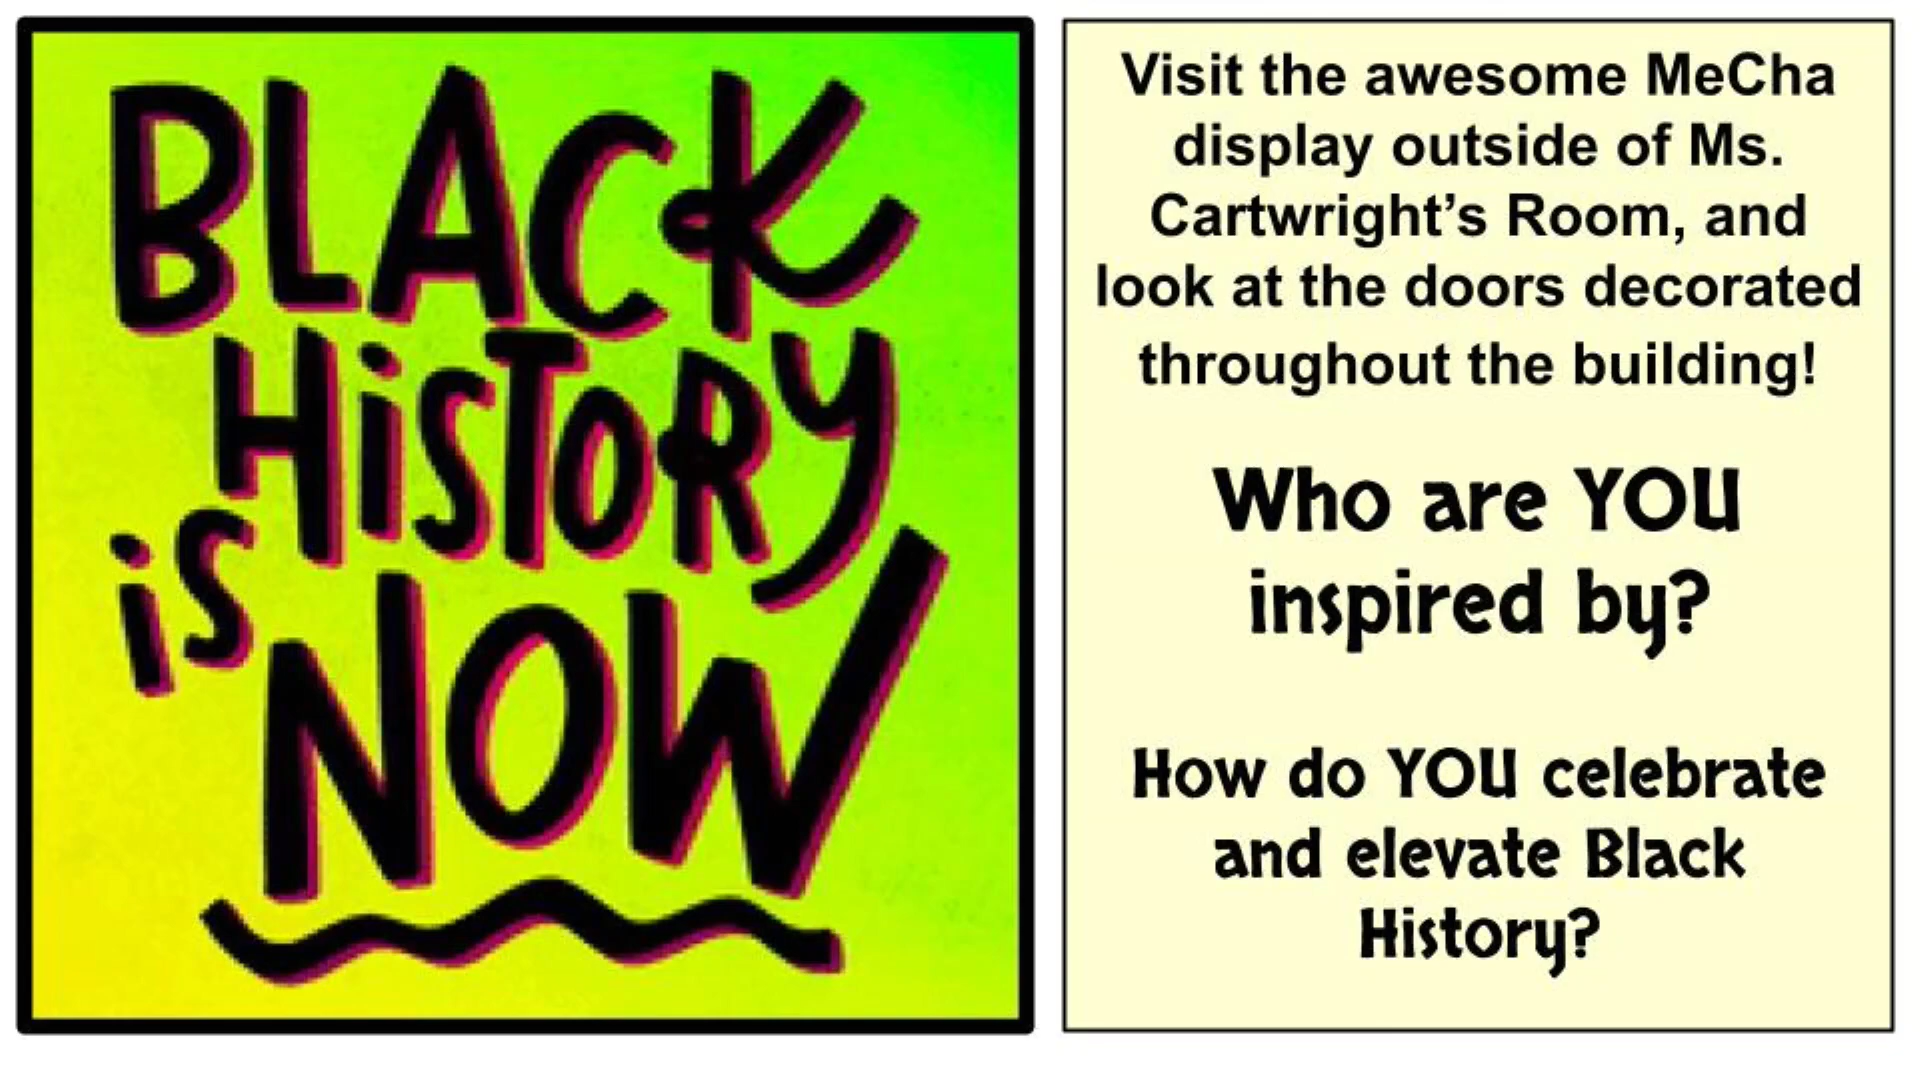 BLACK
HiSTORY
is
NOW
Visit the awesome MeCha
display outside of Ms.
Cartwright’s Room, and
look at the doors decorated
throughout the building!
Who are YOU
inspired by?
How do YOU celebrate
and elevate Black
History?